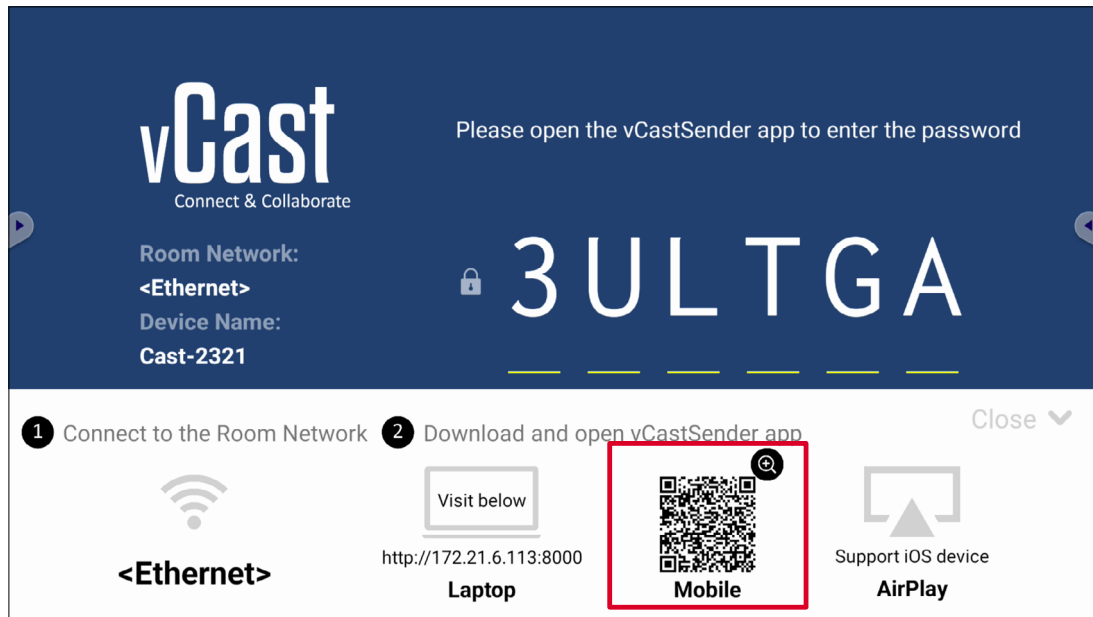 vCast
Connect & Collaborate
Please open the vCastSender app to enter the password
Room Network:
<Ethernet>
Device Name:
Cast-2321
3ULTGA
1 Connect to the Room Network
2 Download and open vCastSender app
Close
<Ethernet>
Visit below
http://172.21.6.113:8000
Laptop
Mobile
Support iOS device
AirPlay